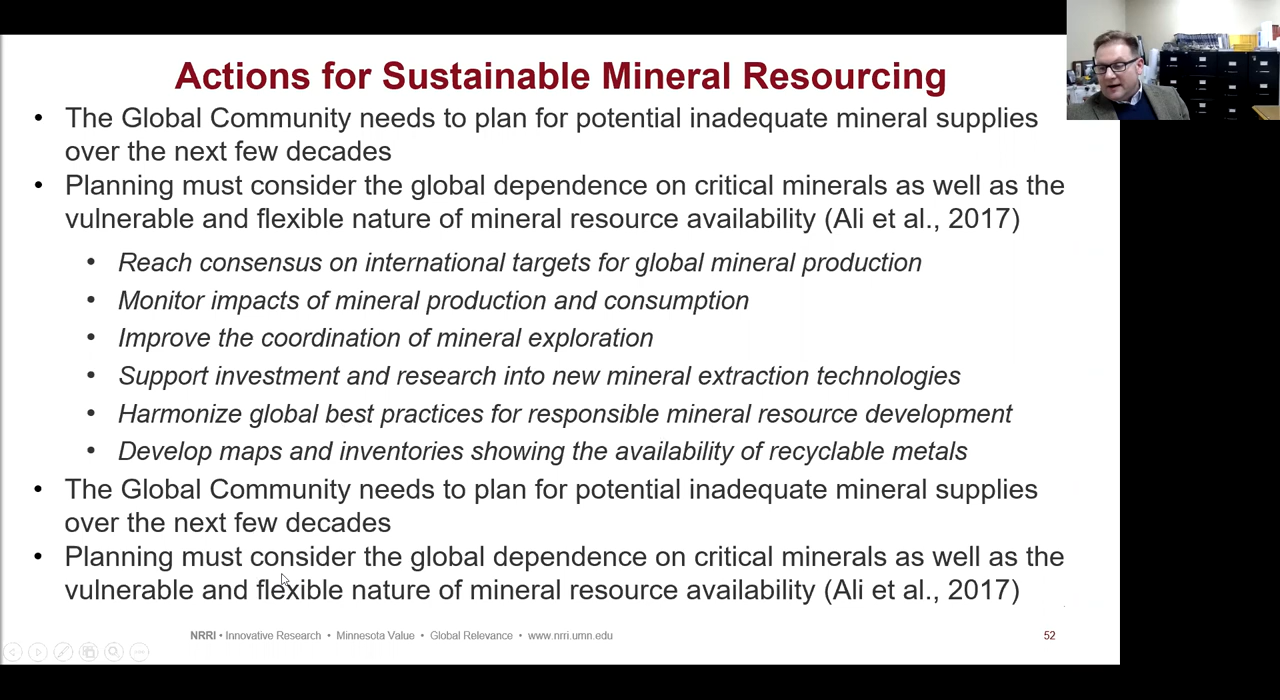 Actions for Sustainable Mineral Resourcing
• The Global Community needs to plan for potential inadequate mineral supplies
over the next few decades
• Planning must consider the global dependence on critical minerals as well as the
vulnerable and flexible nature of mineral resource availability (Ali et al., 2017)
• Reach consensus on international targets for global mineral production
• Monitor impacts of mineral production and consumption
• Improve the coordination of mineral exploration
• Support investment and research into new mineral extraction technologies
• Harmonize global best practices for responsible mineral resource development
• Develop maps and inventories showing the availability of recyclable metals
• The Global Community needs to plan for potential inadequate mineral supplies
over the next few decades
• Planning must consider the global dependence on critical minerals as well as the
vulnerable and flexible nature of mineral resource availability (Ali et al., 2017)
NRRI • Innovative Research • Minnesota Value • Global Relevance • www.nrri.umn.edu
52